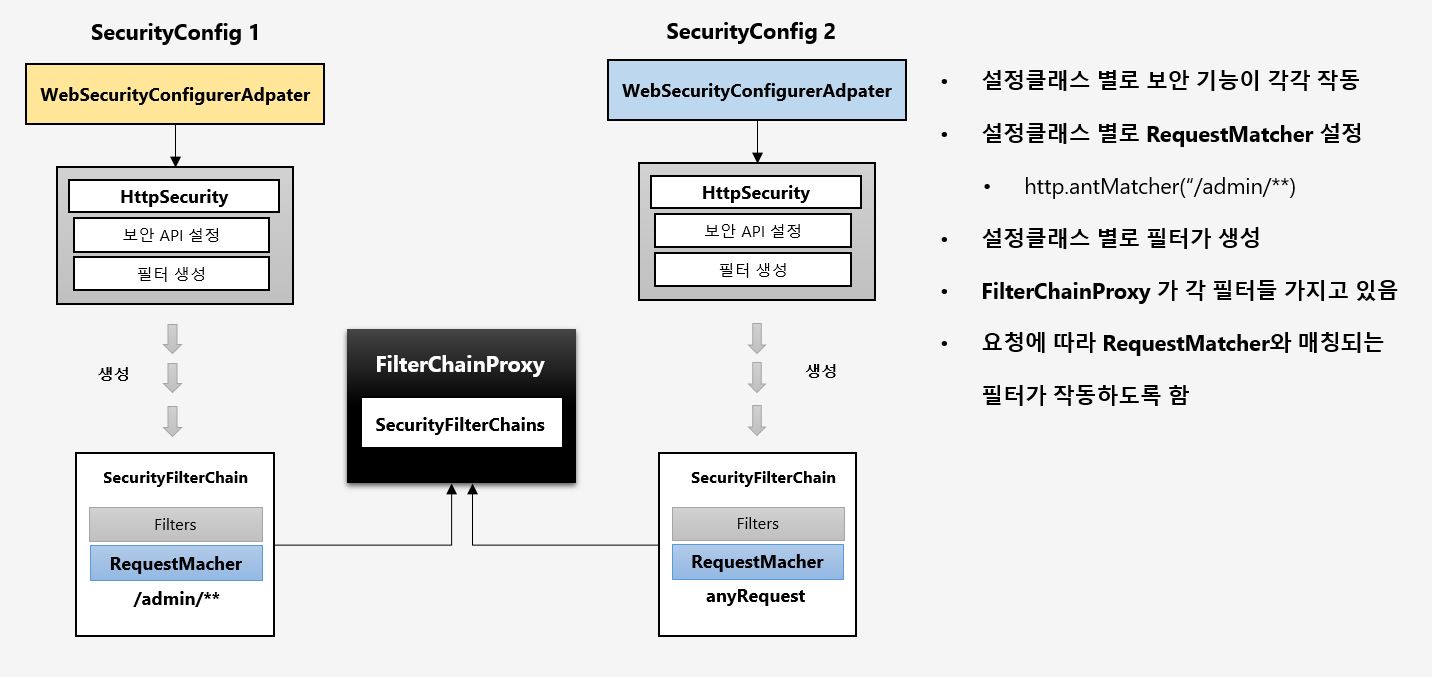 SecurityConfig 1
WebSecurityConfigurerAdpater
HttpSecurity
보안 API 설정
필터 생성
생성
SecurityFilterChain
Filters
RequestMacher
/admin/**
FilterChainProxy
SecurityFilterChains
SecurityConfig 2
WebSecurityConfigurerAdpater
HttpSecurity
보안 API 설정
필터 생성
생성
SecurityFilterChain
Filters
RequestMacher
anyRequest
• 설정클래스 별로 보안 기능이 각각 작동
• 설정클래스 별로 RequestMatcher 설정
• http.antMatcher(“/admin/**)
• 설정클래스 별로 필터가 생성
• FilterChainProxy 가 각 필터들 가지고 있음
• 요청에 따라 RequestMatcher와 매칭되는
필터가 작동하도록 함